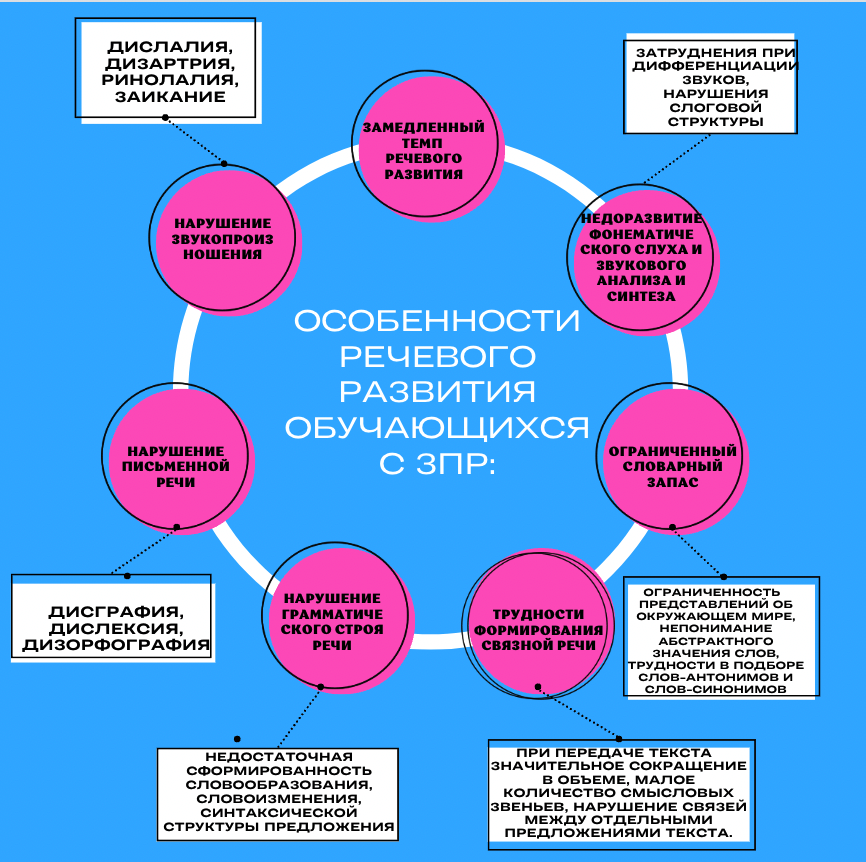 ДИСЛАЛИЯ,
ДИЗАРТРИЯ,
РИНОЛАЛИЯ,
ЗАИКАНИЕ
ЗАТРУДНЕНИЯ ПРИ
ДИФФЕРЕНЦИАЦИИ
ЗВУКОВ,
НАРУШЕНИЯ
СЛОГОВОЙ
СТРУКТУРЫ
ЗАМЕДЛЕННЫЙ
ТЕМП
РЕЧЕВОГО
РАЗВИТИЯ
НАРУШЕНИЕ
ЗВУКОПРОИЗ
НОШЕНИЯ
НЕДОРАЗВИТИЕ
ФОНЕМАТИЧЕ
СКОГО СЛУХА И
ЗВУКОВОГО
АНАЛИЗА И
СИНТЕЗА
ОСОБЕННОСТИ
РЕЧЕВОГО
РАЗВИТИЯ
ОБУЧАЮЩИХСЯ
С ЗПР:
НАРУШЕНИЕ
ПИСЬМЕННОЙ
РЕЧИ
ОГРАНИЧЕННЫЙ
СЛОВАРНЫЙ
ЗАПАС
ДИСГРАФИЯ,
ДИСЛЕКСИЯ,
ДИЗОРФОГРАФИЯ
НАРУШЕНИЕ
ГРАММАТИЧЕ
СКОГО СТРОЯ
РЕЧИ
ТРУДНОСТИ
ФОРМИРОВАНИЯ
СВЯЗНОЙ РЕЧИ
ОГРАНИЧЕННОСТЬ
ПРЕДСТАВЛЕНИЙ ОБ
ОКРУЖАЮЩЕМ МИРЕ,
НЕПОНИМАНИЕ
АБСТРАКТНОГО
ЗНАЧЕНИЯ СЛОВ,
ТРУДНОСТИ В ПОДБОРЕ
СЛОВ-АНТОНИМОВ И
СЛОВ-СИНОНИМОВ
НЕДОСТАТОЧНАЯ
СФОРМИРОВАННОСТЬ
СЛОВООБРАЗОВАНИЯ,
СЛОВОИЗМЕНЕНИЯ,
СИНТАКСИЧЕСКОЙ
СТРУКТУРЫ ПРЕДЛОЖЕНИЯ
ПРИ ПЕРЕДАЧЕ ТЕКСТА
ЗНАЧИТЕЛЬНОЕ СОКРАЩЕНИЕ
В ОБЪЕМЕ, МАЛОЕ
КОЛИЧЕСТВО СМЫСЛОВЫХ
ЗВЕНЬЕВ, НАРУШЕНИЕ СВЯЗЕЙ
МЕЖДУ ОТДЕЛЬНЫМИ
ПРЕДЛОЖЕНИЯМИ ТЕКСТА.